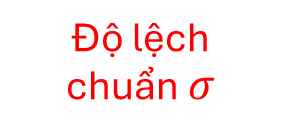 Độ lệch
chuẩn σ